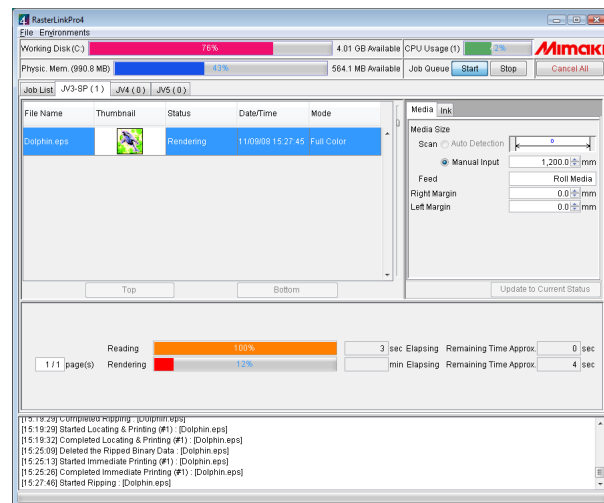 RasterLinkPro4
File Environments
Working Disk (C:) 76% 4.01 GB Available CPU Usage (1) 2% Mimaki
Physic. Mem. (990.8 MB) 43% 564.1 MB Available Job Queue Start Stop Cancel All
Job List JV3-SP ( 1 ) JV4 ( 0 ) JV5 ( 0 )
File Name Thumbnail Status Date/Time Mode
Dolphin.eps Rendering 11/09/08 15:27:45 Full Color
Top Bottom
Media Ink
Media Size
Scan Auto Detection 0
Manual Input 1,200.0 mm
Feed Roll Media
Right Margin 0.0 mm
Left Margin 0.0 mm
Update to Current Status
Reading 100% 3 sec Elapsing Remaining Time Approx. 0 sec
1 / 1 page(s) Rendering 12% min Elapsing Remaining Time Approx. 4 sec
[15:19:29] Completed Ripping : [Dolphin.eps]
[15:19:29] Started Locating & Printing (#1) : [Dolphin.eps]
[15:19:32] Completed Locating & Printing (#1) : [Dolphin.eps]
[15:25:09] Deleted the Ripped Binary Data : [Dolphin.eps]
[15:25:13] Started Immediate Printing (#1) : [Dolphin.eps]
[15:25:26] Completed Immediate Printing (#1) : [Dolphin.eps]
[15:27:46] Started Ripping : [Dolphin.eps]